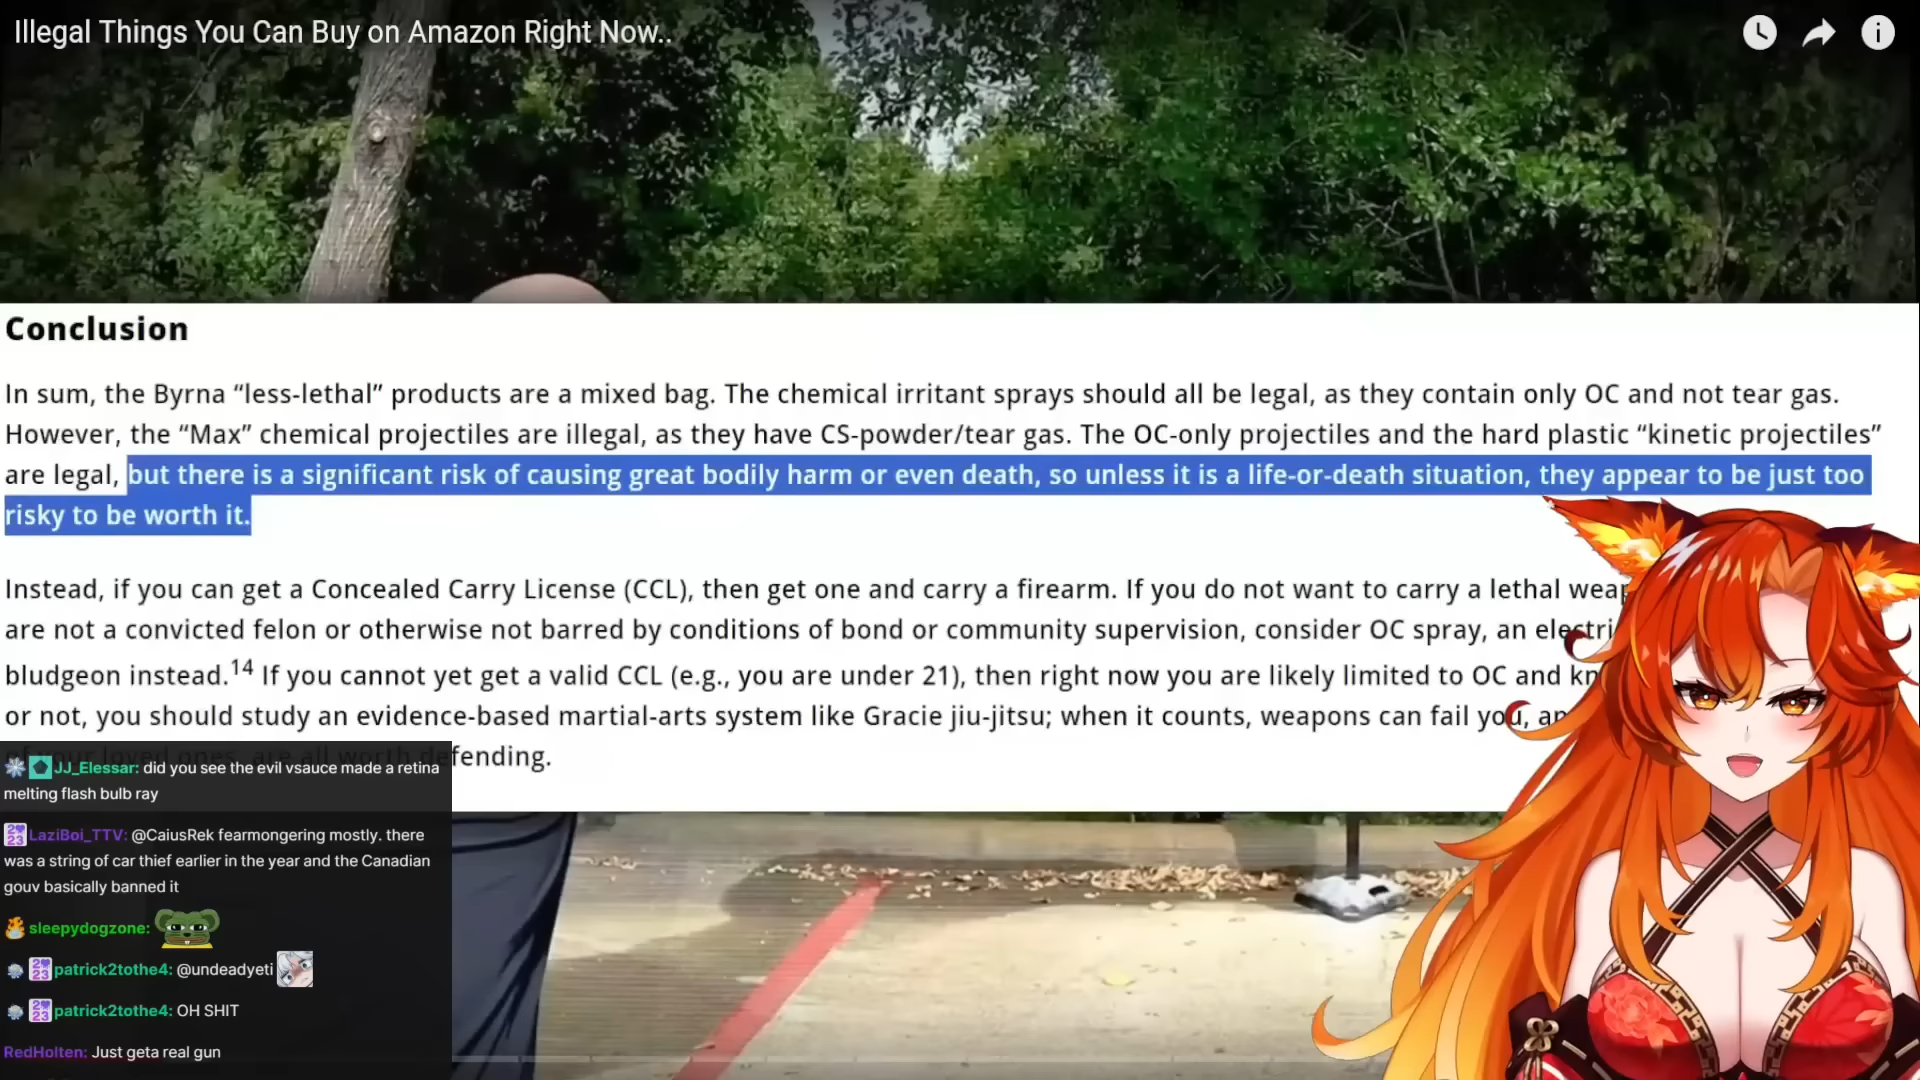 Illegal Things You Can Buy on Amazon Right Now..
Conclusion
In sum, the Byrna “less-lethal” products are a mixed bag. The chemical irritant sprays should all be legal, as they contain only OC and not tear gas.
However, the “Max” chemical projectiles are illegal, as they have CS-powder/tear gas. The OC-only projectiles and the hard plastic “kinetic projectiles”
are legal, but there is a significant risk of causing great bodily harm or even death, so unless it is a life-or-death situation, they appear to be just too
risky to be worth it.
Instead, if you can get a Concealed Carry License (CCL), then get one and carry a firearm. If you do not want to carry a lethal
are not a convicted felon or otherwise not barred by conditions of bond or community supervision, consider OC spray, an
bludgeon instead.14 If you cannot yet get a valid CCL (e.g., you are under 21), then right now you are likely limited to OC and
or not, you should study an evidence-based martial-arts system like Gracie jiu-jitsu; when it counts, weapons can fail you,
of your loved ones, are all worth defending.
JJ_Elessar: did you see the evil vsauce made a retina
melting flash bulb ray
LaziBoi_TTV: @CaiusRek fearmongering mostly. there
was a string of car thief earlier in the year and the Canadian
gouv basically banned it
sleepydogzone:
patrick2tothe4: @undeadyeti
patrick2tothe4: OH SHIT
RedHolten: Just geta real gun